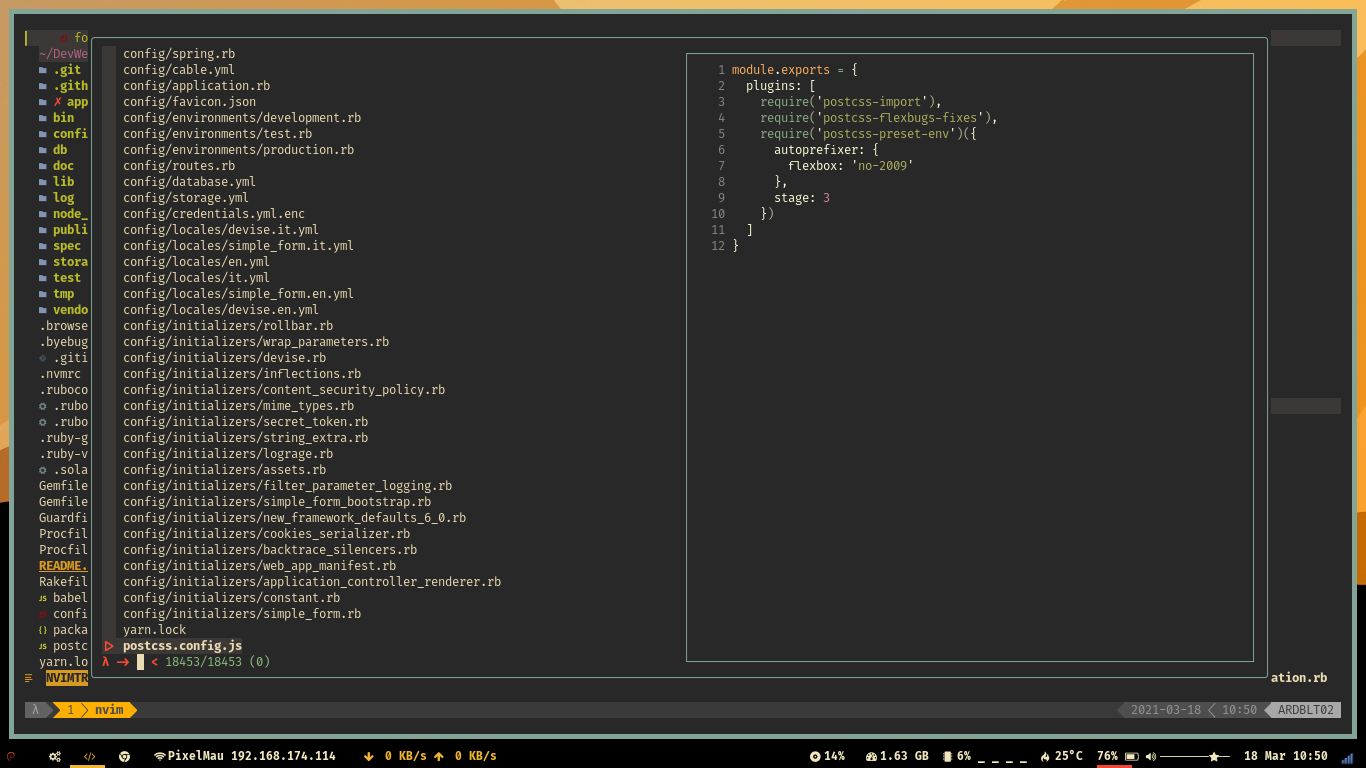 fo
~/DevWe
.git
.gith
✗ app
bin
confi
db
doc
lib
log
node_
publi
spec
stora
test
tmp
vendo
.browse
.byebug
.giti
.nvmrc
.ruboco
.rubo
.rubo
.ruby-g
.ruby-v
.sola
Gemfile
Gemfile
Guardfi
Procfil
Procfil
README.
Rakefil
JS babel
confi
{} packa
JS postc
yarn.lo
NVIMTR
config/spring.rb
config/cable.yml
config/application.rb
config/favicon.json
config/environments/development.rb
config/environments/test.rb
config/environments/production.rb
config/routes.rb
config/database.yml
config/storage.yml
config/credentials.yml.enc
config/locales/devise.it.yml
config/locales/simple_form.it.yml
config/locales/en.yml
config/locales/it.yml
config/locales/simple_form.en.yml
config/locales/devise.en.yml
config/initializers/rollbar.rb
config/initializers/wrap_parameters.rb
config/initializers/devise.rb
config/initializers/inflections.rb
config/initializers/content_security_policy.rb
config/initializers/mime_types.rb
config/initializers/secret_token.rb
config/initializers/string_extra.rb
config/initializers/lograge.rb
config/initializers/assets.rb
config/initializers/filter_parameter_logging.rb
config/initializers/simple_form_bootstrap.rb
config/initializers/new_framework_defaults_6_0.rb
config/initializers/cookies_serializer.rb
config/initializers/backtrace_silencers.rb
config/initializers/web_app_manifest.rb
config/initializers/application_controller_renderer.rb
config/initializers/constant.rb
config/initializers/simple_form.rb
yarn.lock
▷ postcss.config.js
λ → < 18453/18453 (0)
1 module.exports = {
2   plugins: [
3     require('postcss-import'),
4     require('postcss-flexbugs-fixes'),
5     require('postcss-preset-env')({
6       autoprefixer: {
7         flexbox: 'no-2009'
8       },
9       stage: 3
10     })
11   ]
12 }
ation.rb
λ 1 nvim 2021-03-18 10:50 ARDBLT02
</> PixelMau 192.168.174.114 ↓ 0 KB/s ↑ 0 KB/s 14% 1.63 GB 6% _ _ _ _ 25°C 76% 18 Mar 10:50